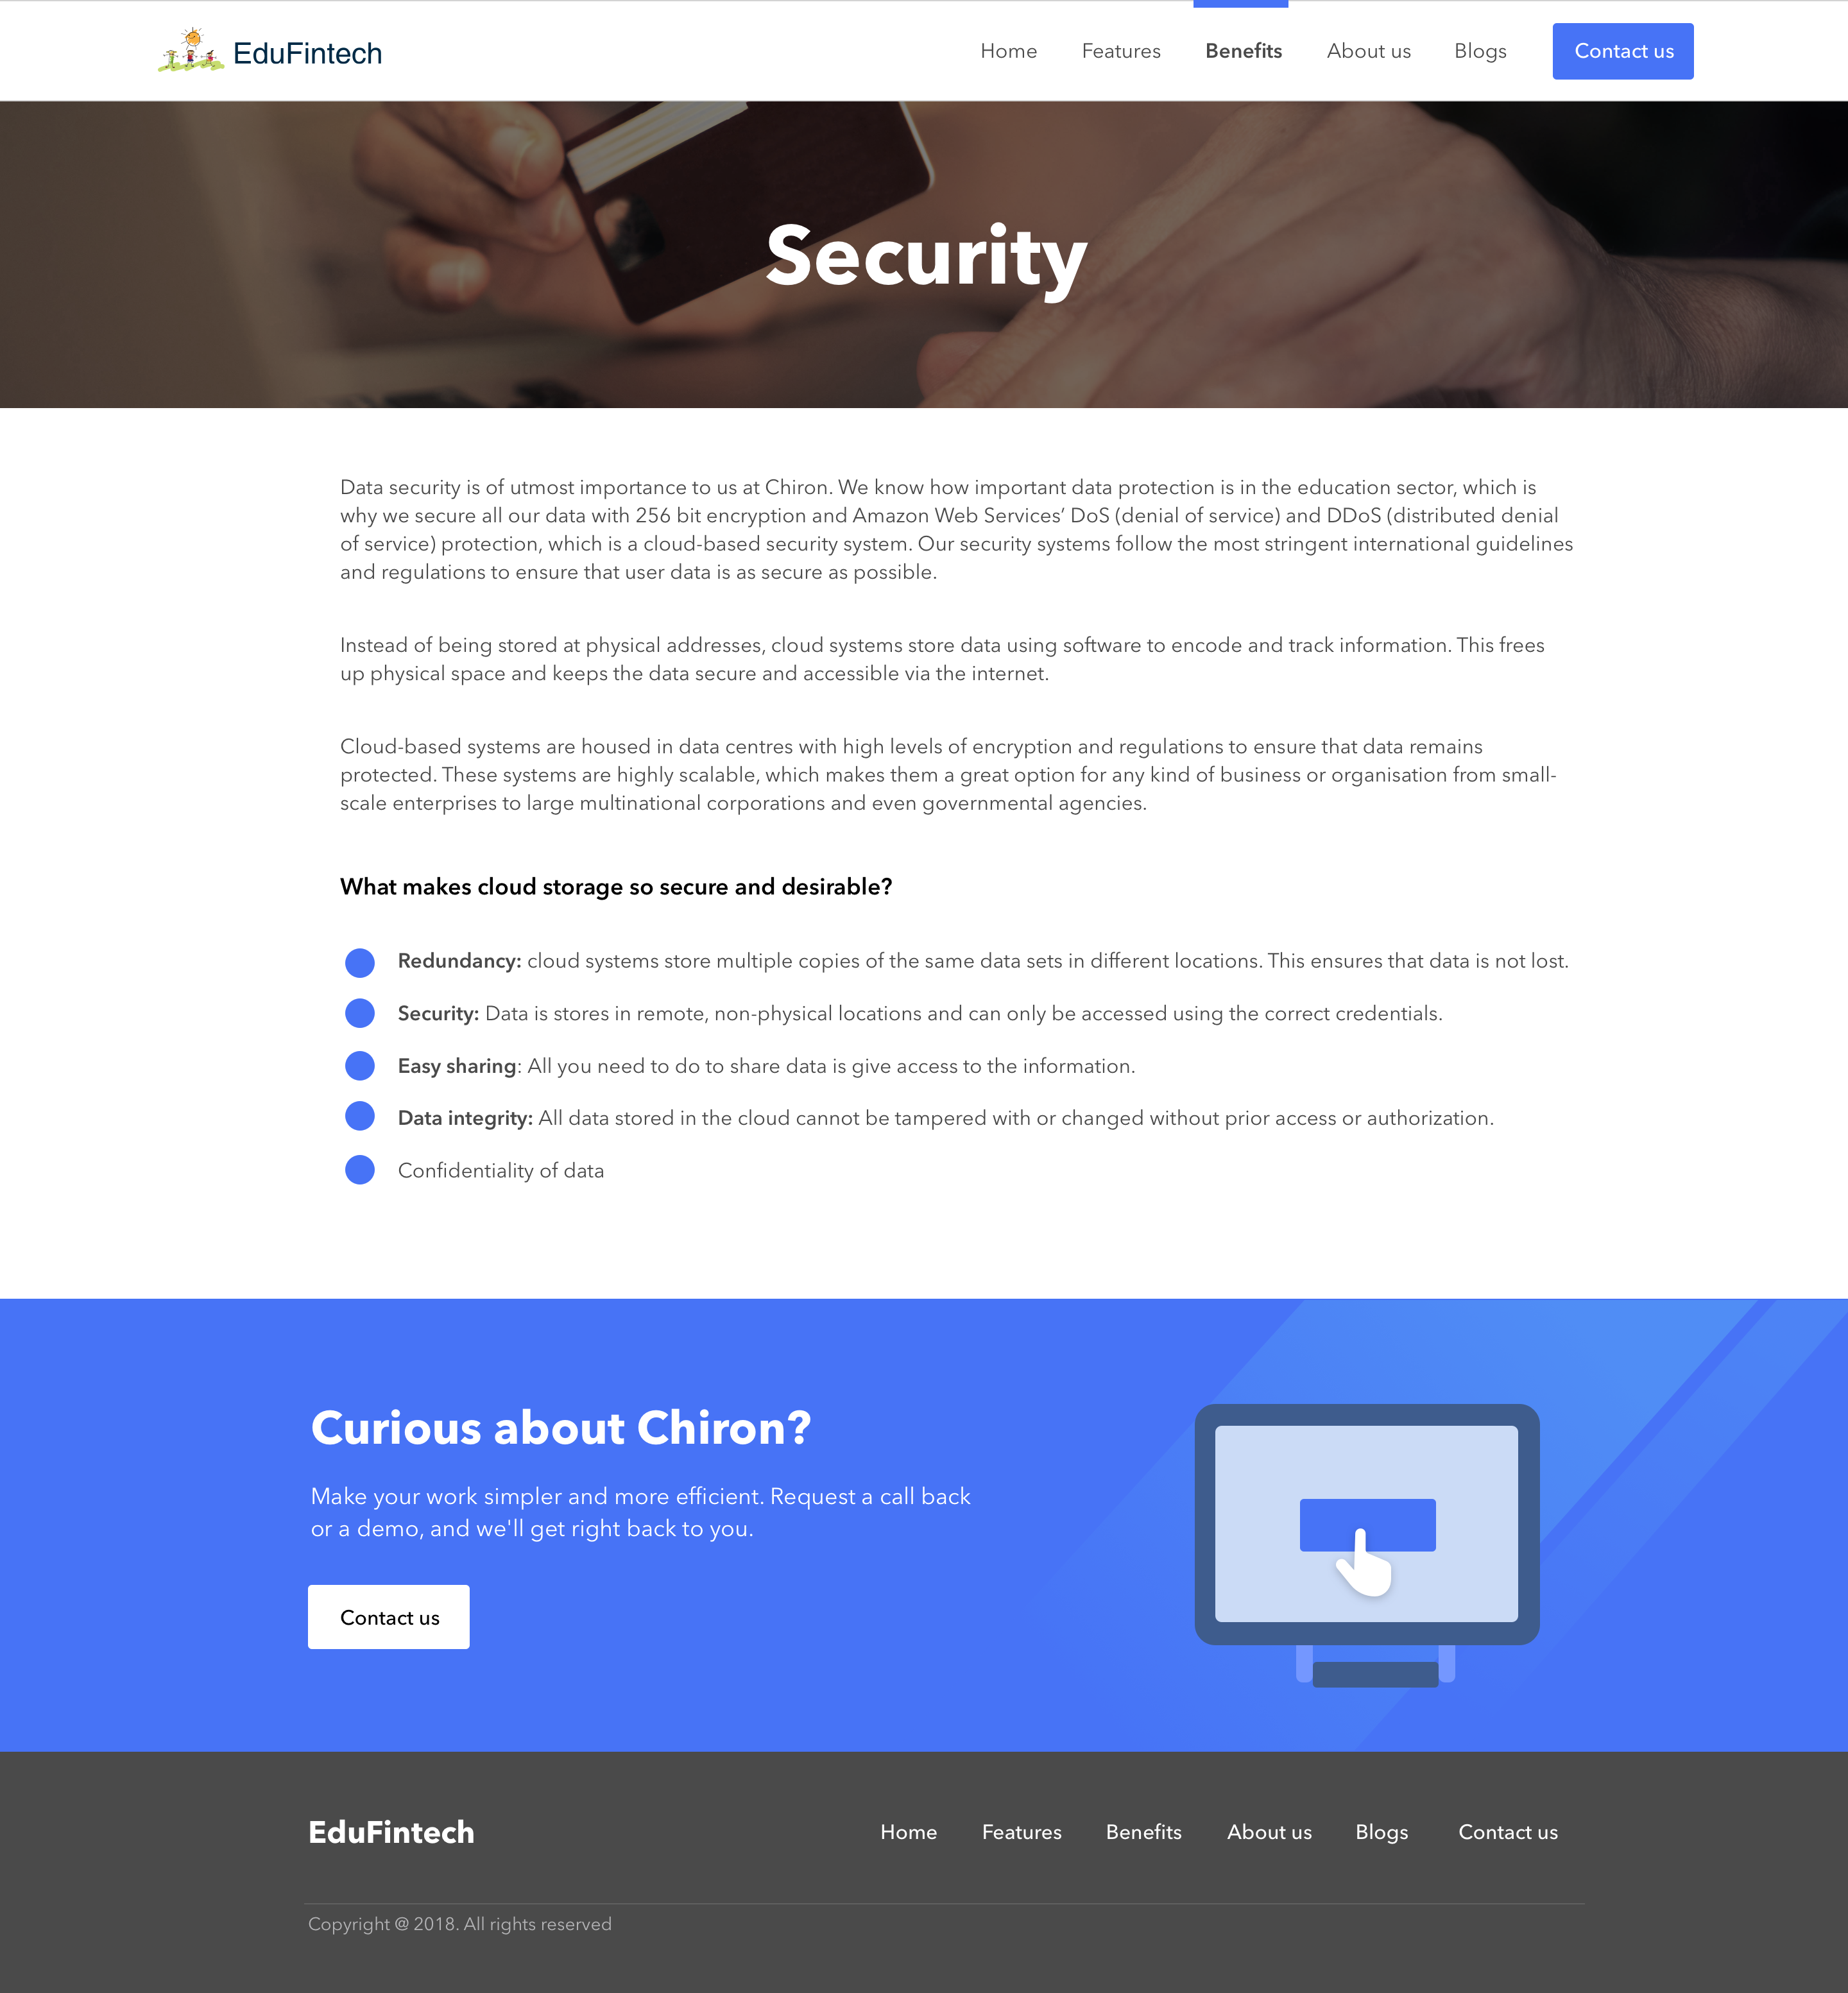 EduFintech
Home Features Benefits About us Blogs Contact us
Security
Data security is of utmost importance to us at Chiron. We know how important data protection is in the education sector, which is
why we secure all our data with 256 bit encryption and Amazon Web Services’ DoS (denial of service) and DDoS (distributed denial
of service) protection, which is a cloud-based security system. Our security systems follow the most stringent international guidelines
and regulations to ensure that user data is as secure as possible.
Instead of being stored at physical addresses, cloud systems store data using software to encode and track information. This frees
up physical space and keeps the data secure and accessible via the internet.
Cloud-based systems are housed in data centres with high levels of encryption and regulations to ensure that data remains
protected. These systems are highly scalable, which makes them a great option for any kind of business or organisation from small-
scale enterprises to large multinational corporations and even governmental agencies.
What makes cloud storage so secure and desirable?
Redundancy: cloud systems store multiple copies of the same data sets in different locations. This ensures that data is not lost.
Security: Data is stores in remote, non-physical locations and can only be accessed using the correct credentials.
Easy sharing: All you need to do to share data is give access to the information.
Data integrity: All data stored in the cloud cannot be tampered with or changed without prior access or authorization.
Confidentiality of data
Curious about Chiron?
Make your work simpler and more efficient. Request a call back
or a demo, and we'll get right back to you.
Contact us
EduFintech
Home Features Benefits About us Blogs Contact us
Copyright @ 2018. All rights reserved